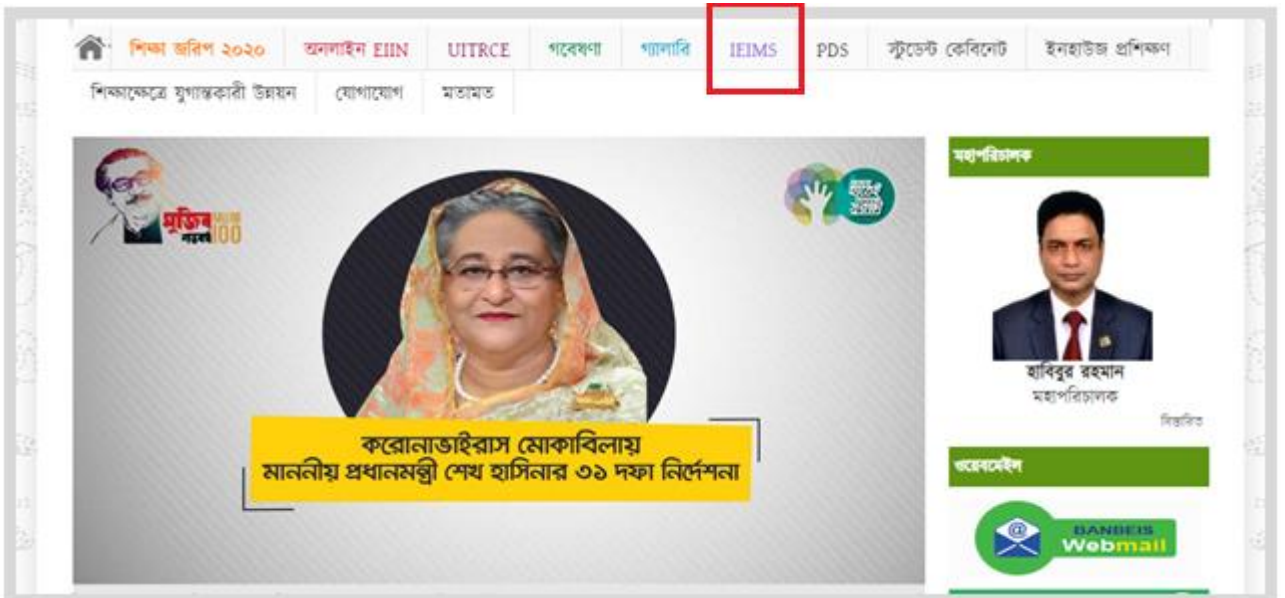 শিক্ষা জরিপ ২০২০ অনলাইন EIIN UITRCE গবেষণা গ্যালারি IEIMS PDS স্টুডেন্ট কেবিনেট ইনহাউজ প্রশিক্ষণ
শিক্ষাক্ষেত্রে যুগান্তকারী উন্নয়ন যোগাযোগ মতামত
মুজিব
শতবর্ষ 100
করোনাভাইরাস মোকাবিলায়
মাননীয় প্রধানমন্ত্রী শেখ হাসিনার ৩১ দফা নির্দেশনা
মহাপরিচালক
হাবিবুর রহমান
মহাপরিচালক
বিস্তারিত
ওয়েবমেইল
BANBEIS
Webmail